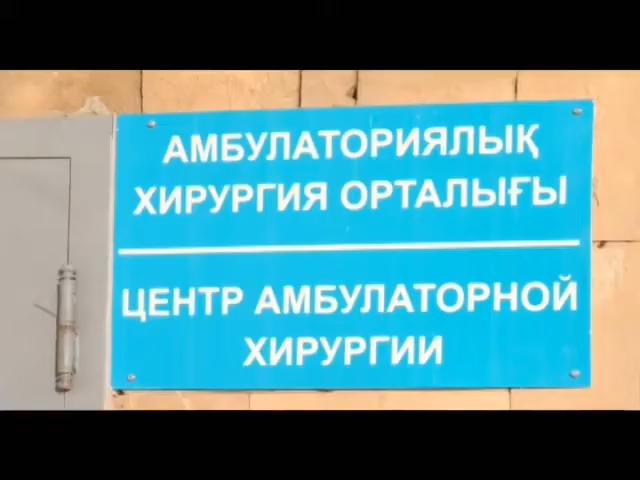 АМБУЛАТОРИЯЛЫҚ
ХИРУРГИЯ ОРТАЛЫҒЫ
ЦЕНТР АМБУЛАТОРНОЙ
ХИРУРГИИ